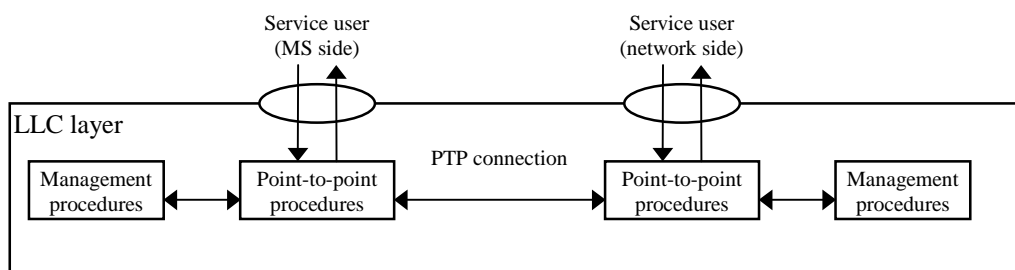 Service user
(MS side)
Service user
(network side)
LLC layer
PTP connection
Management
procedures
Point-to-point
procedures
Point-to-point
procedures
Management
procedures